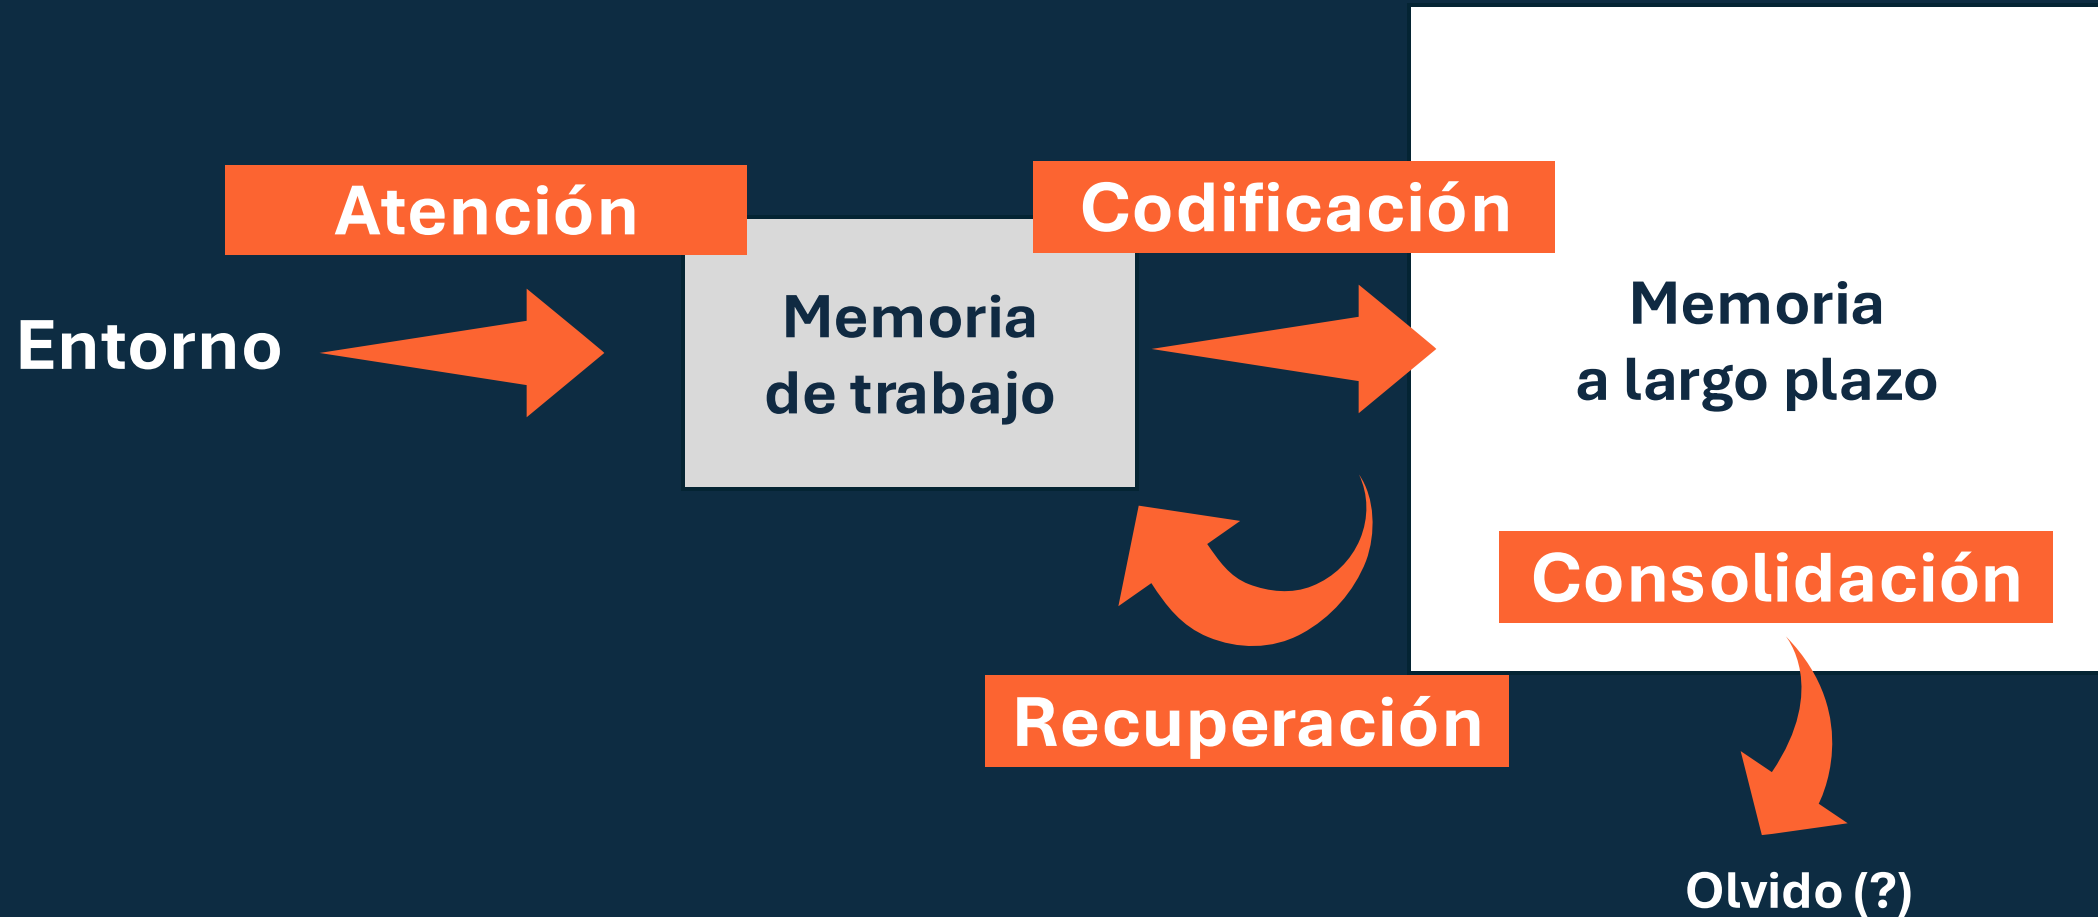 Atención
Codificación
Entorno
Memoria
de trabajo
Memoria
a largo plazo
Consolidación
Recuperación
Olvido (?)